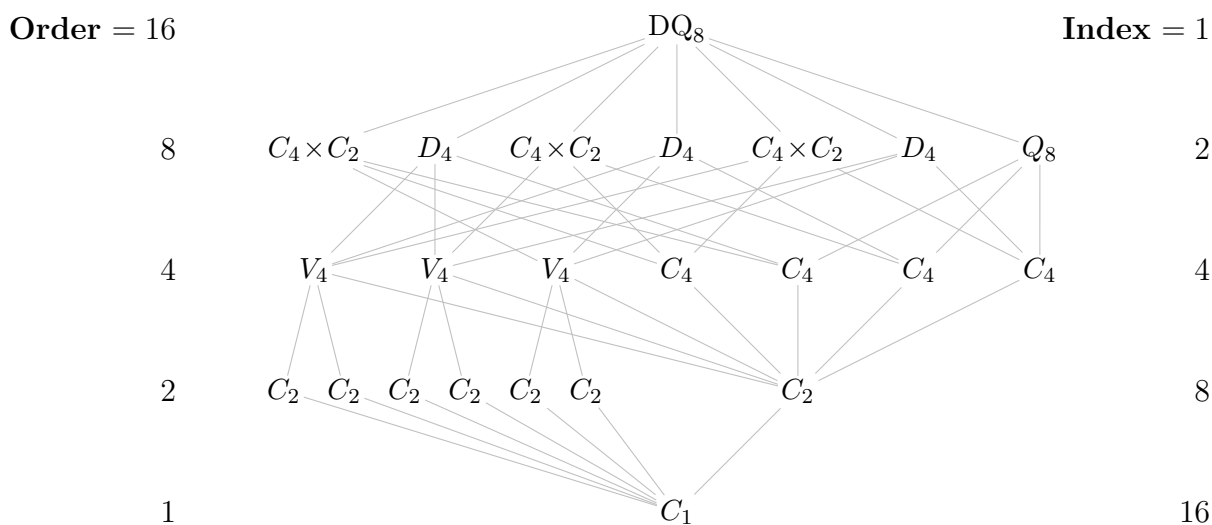 Order = 16 DQ₈ Index = 1
8 C₄×C₂ D₄ C₄×C₂ D₄ C₄×C₂ D₄ Q₈ 2
4 V₄ V₄ V₄ C₄ C₄ C₄ C₄ 4
2 C₂ C₂ C₂ C₂ C₂ C₂ C₂ 8
1 C₁ 16